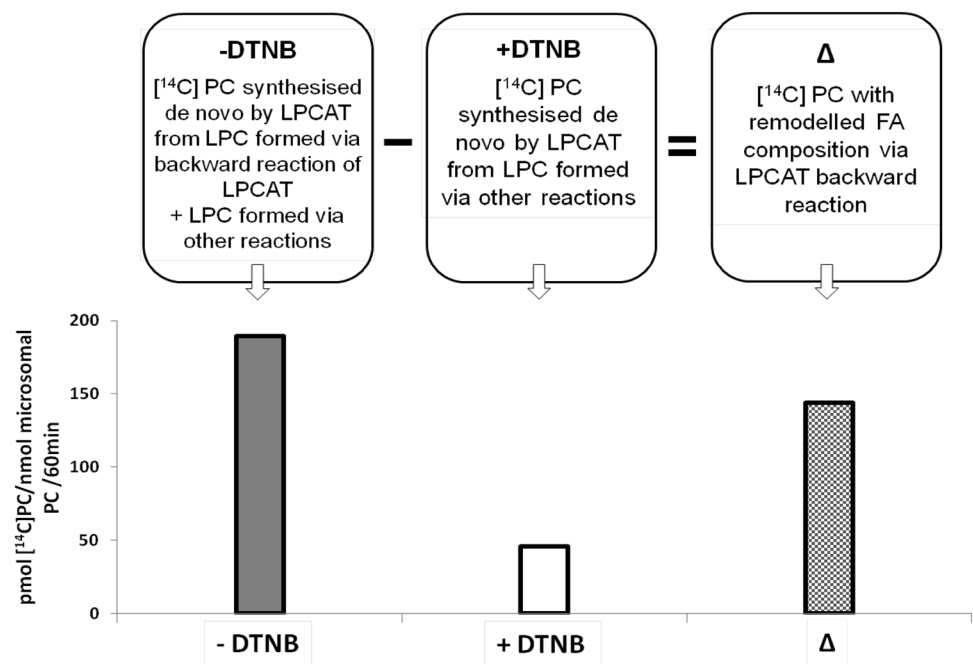 -DTNB
[¹⁴C] PC synthesised
de novo by LPCAT
from LPC formed via
backward reaction of
LPCAT
+ LPC formed via
other reactions
−
+DTNB
[¹⁴C] PC
synthesised de
novo by LPCAT
from LPC formed
via other reactions
=
Δ
[¹⁴C] PC with
remodelled FA
composition via
LPCAT backward
reaction
pmol [¹⁴C]PC/nmol microsomal
PC /60min
200
150
100
50
0
- DTNB
+ DTNB
Δ